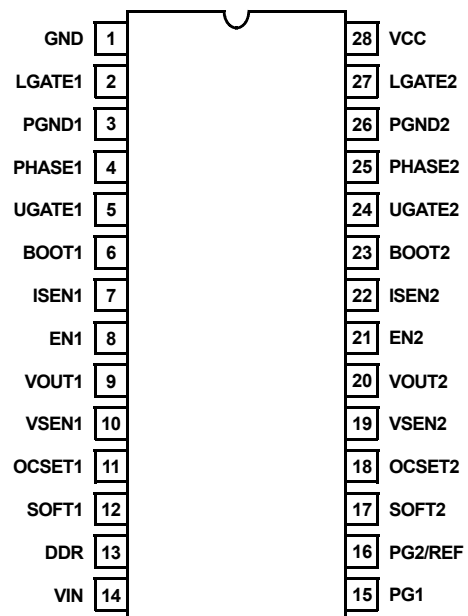 GND 1 28 VCC
LGATE1 2 27 LGATE2
PGND1 3 26 PGND2
PHASE1 4 25 PHASE2
UGATE1 5 24 UGATE2
BOOT1 6 23 BOOT2
ISEN1 7 22 ISEN2
EN1 8 21 EN2
VOUT1 9 20 VOUT2
VSEN1 10 19 VSEN2
OCSET1 11 18 OCSET2
SOFT1 12 17 SOFT2
DDR 13 16 PG2/REF
VIN 14 15 PG1